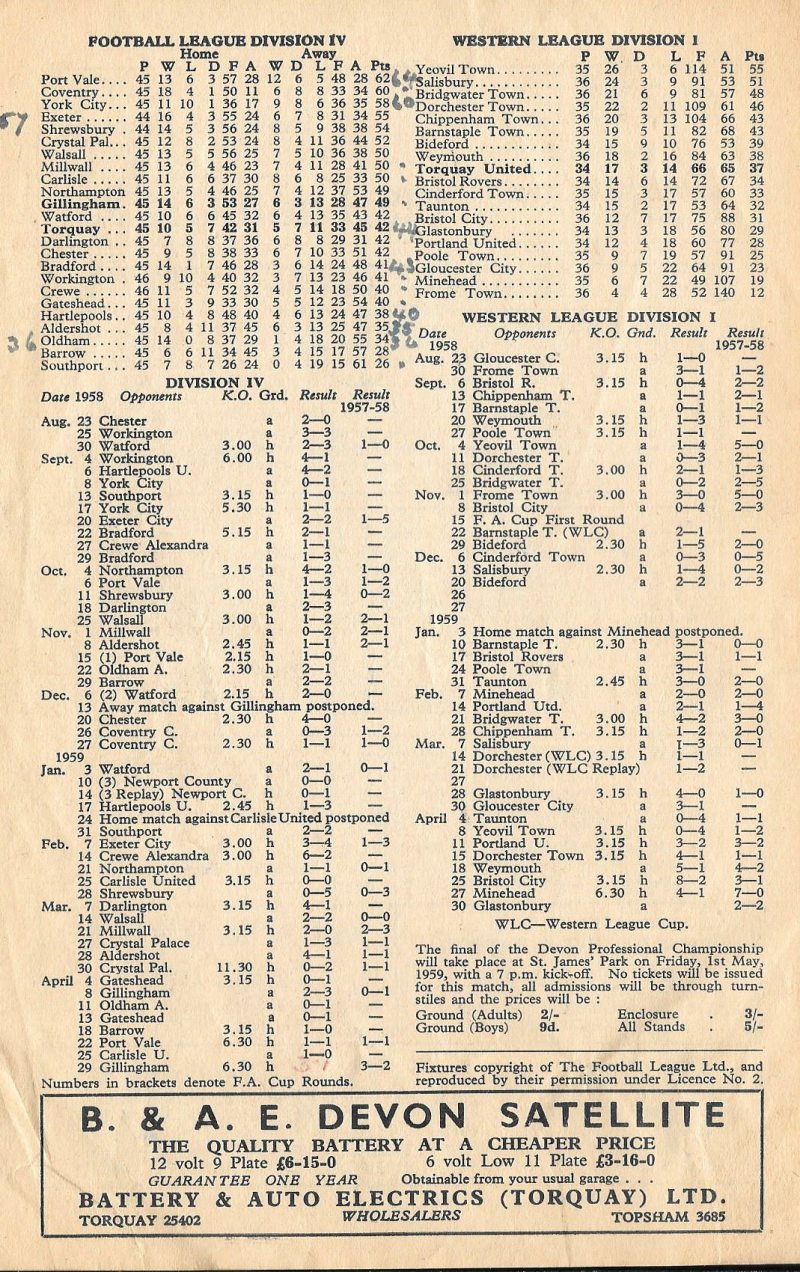 FOOTBALL LEAGUE DIVISION IV
Home Away
P W L D F A W D L F A Pts
Port Vale.... 45 13 6 3 57 28 12 6 5 48 28 62 64
Coventry..... 45 18 4 1 50 11 6 8 8 33 34 60
York City... 45 11 10 1 36 17 9 8 6 36 35 58 60
57 Exeter ...... 44 16 4 3 55 24 6 7 8 31 34 55
Shrewsbury . 44 14 5 3 56 24 8 5 9 38 38 54
Crystal Pal... 45 12 8 2 53 24 8 4 11 36 44 52
Walsall ..... 45 13 5 5 56 25 7 5 10 36 38 50
Millwall .... 45 13 6 4 46 23 7 4 11 28 41 50
Carlisle .... 45 11 6 6 37 30 8 6 8 25 33 50
Northampton 45 13 5 4 46 25 7 4 12 37 53 49
Gillingham. 45 14 6 3 53 27 6 3 13 28 47 49
Watford .... 45 10 6 6 45 32 6 4 13 35 43 42
Torquay ... 45 10 5 7 42 31 5 7 11 33 45 42 44
Darlington .. 45 7 8 8 37 36 6 8 8 29 31 42
Chester ..... 45 9 5 8 38 33 6 7 10 33 51 42
Bradford .... 45 14 1 7 46 28 3 6 14 24 48 41 43
Workington . 46 9 10 4 40 32 3 7 13 23 46 41
Crewe ...... 46 11 5 7 52 32 4 5 14 18 50 40
Gateshead... 45 11 3 9 33 30 5 5 12 23 54 40
Hartlepools.. 45 10 4 8 48 40 4 6 13 24 47 38 40
Aldershot ... 45 8 4 11 37 45 6 3 13 25 47 35
36 Oldham..... 45 14 0 8 37 29 1 4 18 20 55 34
Barrow ..... 45 6 6 11 34 45 3 4 15 17 57 28
Southport... 45 7 8 7 26 24 0 4 19 15 61 26
DIVISION IV
Date 1958 Opponents K.O. Grd. Result Result
1957-58
Aug. 23 Chester a 2—0 —
25 Workington a 3—3 —
30 Watford 3.00 h 2—3 1—0
Sept. 4 Workington 6.00 h 4—1 —
6 Hartlepools U. a 4—2 —
8 York City a 0—1 —
13 Southport 3.15 h 1—0 —
17 York City 5.30 h 1—1 —
20 Exeter City a 2—2 1—5
22 Bradford 5.15 h 2—1 —
27 Crewe Alexandra a 1—1 —
29 Bradford a 1—3 —
Oct. 4 Northampton 3.15 h 4—2 1—0
6 Port Vale a 1—3 1—2
11 Shrewsbury 3.00 h 1—4 0—2
18 Darlington a 2—3 —
25 Walsall 3.00 h 1—2 2—1
Nov. 1 Millwall a 0—2 2—1
8 Aldershot 2.45 h 1—1 2—1
15 (1) Port Vale 2.15 h 1—0 —
22 Oldham A. 2.30 h 2—1 —
29 Barrow a 2—2 —
Dec. 6 (2) Watford 2.15 h 2—0 —
13 Away match against Gillingham postponed.
20 Chester 2.30 h 4—0 —
26 Coventry C. a 0—3 1—2
27 Coventry C. 2.30 h 1—1 1—0
1959
Jan. 3 Watford a 2—1 0—1
10 (3) Newport County a 0—0 —
14 (3 Replay) Newport C. h 0—1 —
17 Hartlepools U. 2.45 h 1—3 —
24 Home match against Carlisle United postponed
31 Southport a 2—2 —
Feb. 7 Exeter City 3.00 h 3—4 1—3
14 Crewe Alexandra 3.00 h 6—2 —
21 Northampton a 1—1 0—1
25 Carlisle United 3.15 h 0—0 —
28 Shrewsbury a 0—5 0—3
Mar. 7 Darlington 3.15 h 4—1 —
14 Walsall a 2—2 0—0
21 Millwall 3.15 h 2—0 2—3
27 Crystal Palace a 1—3 1—1
28 Aldershot a 4—1 1—1
30 Crystal Pal. 11.30 h 0—2 1—1
April 4 Gateshead 3.15 h 0—1 —
8 Gillingham a 2—3 0—1
11 Oldham A. a 0—1 —
13 Gateshead a 0—1 —
18 Barrow 3.15 h 1—0 —
22 Port Vale 6.30 h 1—1 1—1
25 Carlisle U. a 1—0 —
29 Gillingham 6.30 h 3—2
Numbers in brackets denote F.A. Cup Rounds.
WESTERN LEAGUE DIVISION I
P W D L F A Pts
Yeovil Town......... 35 26 3 6 114 51 55
Salisbury............ 36 24 3 9 91 53 51
Bridgwater Town.... 36 21 6 9 81 57 48
Dorchester Town.... 35 22 2 11 109 61 46
Chippenham Town... 36 20 3 13 104 66 43
Barnstaple Town..... 35 19 5 11 82 68 43
Bideford ............ 34 15 9 10 76 53 39
Weymouth .......... 36 18 2 16 84 63 38
Torquay United.... 34 17 3 14 66 65 37
Bristol Rovers....... 34 14 6 14 72 67 34
Cinderford Town.... 35 15 3 17 57 60 33
Taunton ............ 34 15 2 17 53 64 32
Bristol City.......... 36 12 7 17 75 88 31
Glastonbury ........ 34 13 3 18 56 80 29
Portland United..... 34 12 4 18 60 77 28
Poole Town......... 35 9 7 19 57 91 25
Gloucester City...... 36 9 5 22 64 91 23
Minehead ........... 35 6 7 22 49 107 19
Frome Town........ 36 4 4 28 52 140 12
WESTERN LEAGUE DIVISION I
Date Opponents K.O. Gnd. Result Result
1958 1957-58
Aug. 23 Gloucester C. 3.15 h 1—0 —
30 Frome Town a 3—1 1—2
Sept. 6 Bristol R. 3.15 h 0—4 2—2
13 Chippenham T. a 1—1 2—1
17 Barnstaple T. a 0—1 1—2
20 Weymouth 3.15 h 1—3 1—1
27 Poole Town 3.15 h 1—1 —
Oct. 4 Yeovil Town a 1—4 5—0
11 Dorchester T. a 0—3 2—1
18 Cinderford T. 3.00 h 2—1 1—3
25 Bridgwater T. a 0—2 2—5
Nov. 1 Frome Town 3.00 h 3—0 5—0
8 Bristol City a 0—4 2—3
15 F. A. Cup First Round
22 Barnstaple T. (WLC) a 2—1 —
29 Bideford 2.30 h 1—5 2—0
Dec. 6 Cinderford Town a 0—3 0—5
13 Salisbury 2.30 h 1—4 0—2
20 Bideford a 2—2 2—3
26
27
1959
Jan. 3 Home match against Minehead postponed.
10 Barnstaple T. 2.30 h 3—1 0—0
17 Bristol Rovers a 3—1 1—1
24 Poole Town a 3—1 —
31 Taunton 2.45 h 3—0 2—0
Feb. 7 Minehead a 2—0 2—0
14 Portland Utd. a 2—1 1—4
21 Bridgwater T. 3.00 h 4—2 3—0
28 Chippenham T. 3.15 h 1—2 2—0
Mar. 7 Salisbury a 1—3 0—1
14 Dorchester (WLC) 3.15 h 1—1 —
21 Dorchester (WLC Replay) 1—2 —
27
28 Glastonbury 3.15 h 4—0 1—0
30 Gloucester City a 3—1 —
April 4 Taunton a 0—4 1—1
8 Yeovil Town 3.15 h 0—4 1—2
11 Portland U. 3.15 h 3—2 3—2
15 Dorchester Town 3.15 h 4—1 1—1
18 Weymouth a 5—1 4—2
25 Bristol City 3.15 h 8—2 3—1
27 Minehead 6.30 h 4—1 7—0
30 Glastonbury a 2—2
WLC—Western League Cup.
The final of the Devon Professional Championship
will take place at St. James' Park on Friday, 1st May,
1959, with a 7 p.m. kick-off. No tickets will be issued
for this match, all admissions will be through turn-
stiles and the prices will be :
Ground (Adults) 2/- Enclosure . 3/-
Ground (Boys) 9d. All Stands . 5/-
Fixtures copyright of The Football League Ltd., and
reproduced by their permission under Licence No. 2.
B. & A. E. DEVON SATELLITE
THE QUALITY BATTERY AT A CHEAPER PRICE
12 volt 9 Plate £6-15-0 6 volt Low 11 Plate £3-16-0
GUARANTEE ONE YEAR Obtainable from your usual garage . . .
BATTERY & AUTO ELECTRICS (TORQUAY) LTD.
TORQUAY 25402 WHOLESALERS TOPSHAM 3685